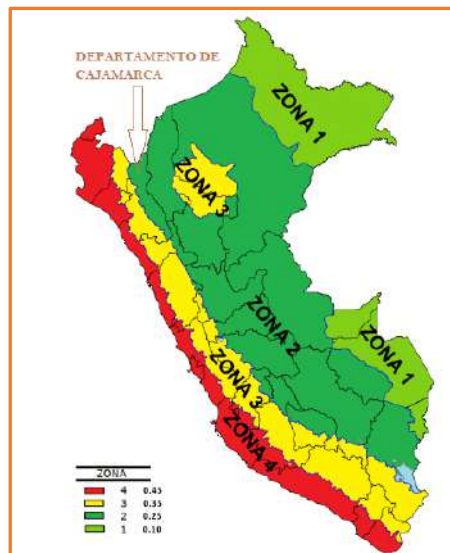 DEPARTAMENTO DE
CAJAMARCA
ZONA 1
ZONA 3
ZONA 2
ZONA 1
ZONA 3
ZONA 4
ZONA
4 0.45
3 0.35
2 0.25
1 0.10